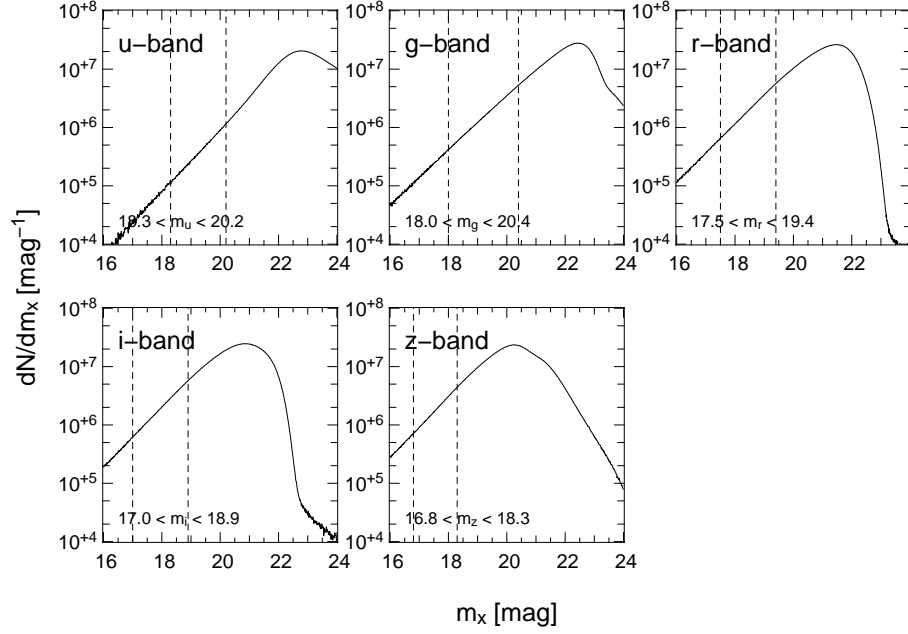 u−band
g−band
r−band
10⁺⁸
10⁺⁷
10⁺⁶
10⁺⁵
10⁺⁴
18.3 < mᵤ < 20.2
16 18 20 22 24
10⁺⁸
10⁺⁷
10⁺⁶
10⁺⁵
10⁺⁴
18.0 < m_g < 20.4
16 18 20 22 24
10⁺⁸
10⁺⁷
10⁺⁶
10⁺⁵
10⁺⁴
17.5 < m_r < 19.4
16 18 20 22
dN/dmₓ [mag⁻¹]
i−band
z−band
10⁺⁸
10⁺⁷
10⁺⁶
10⁺⁵
10⁺⁴
17.0 < m_i < 18.9
16 18 20 22 24
10⁺⁸
10⁺⁷
10⁺⁶
10⁺⁵
10⁺⁴
16.8 < m_z < 18.3
16 18 20 22 24
mₓ [mag]